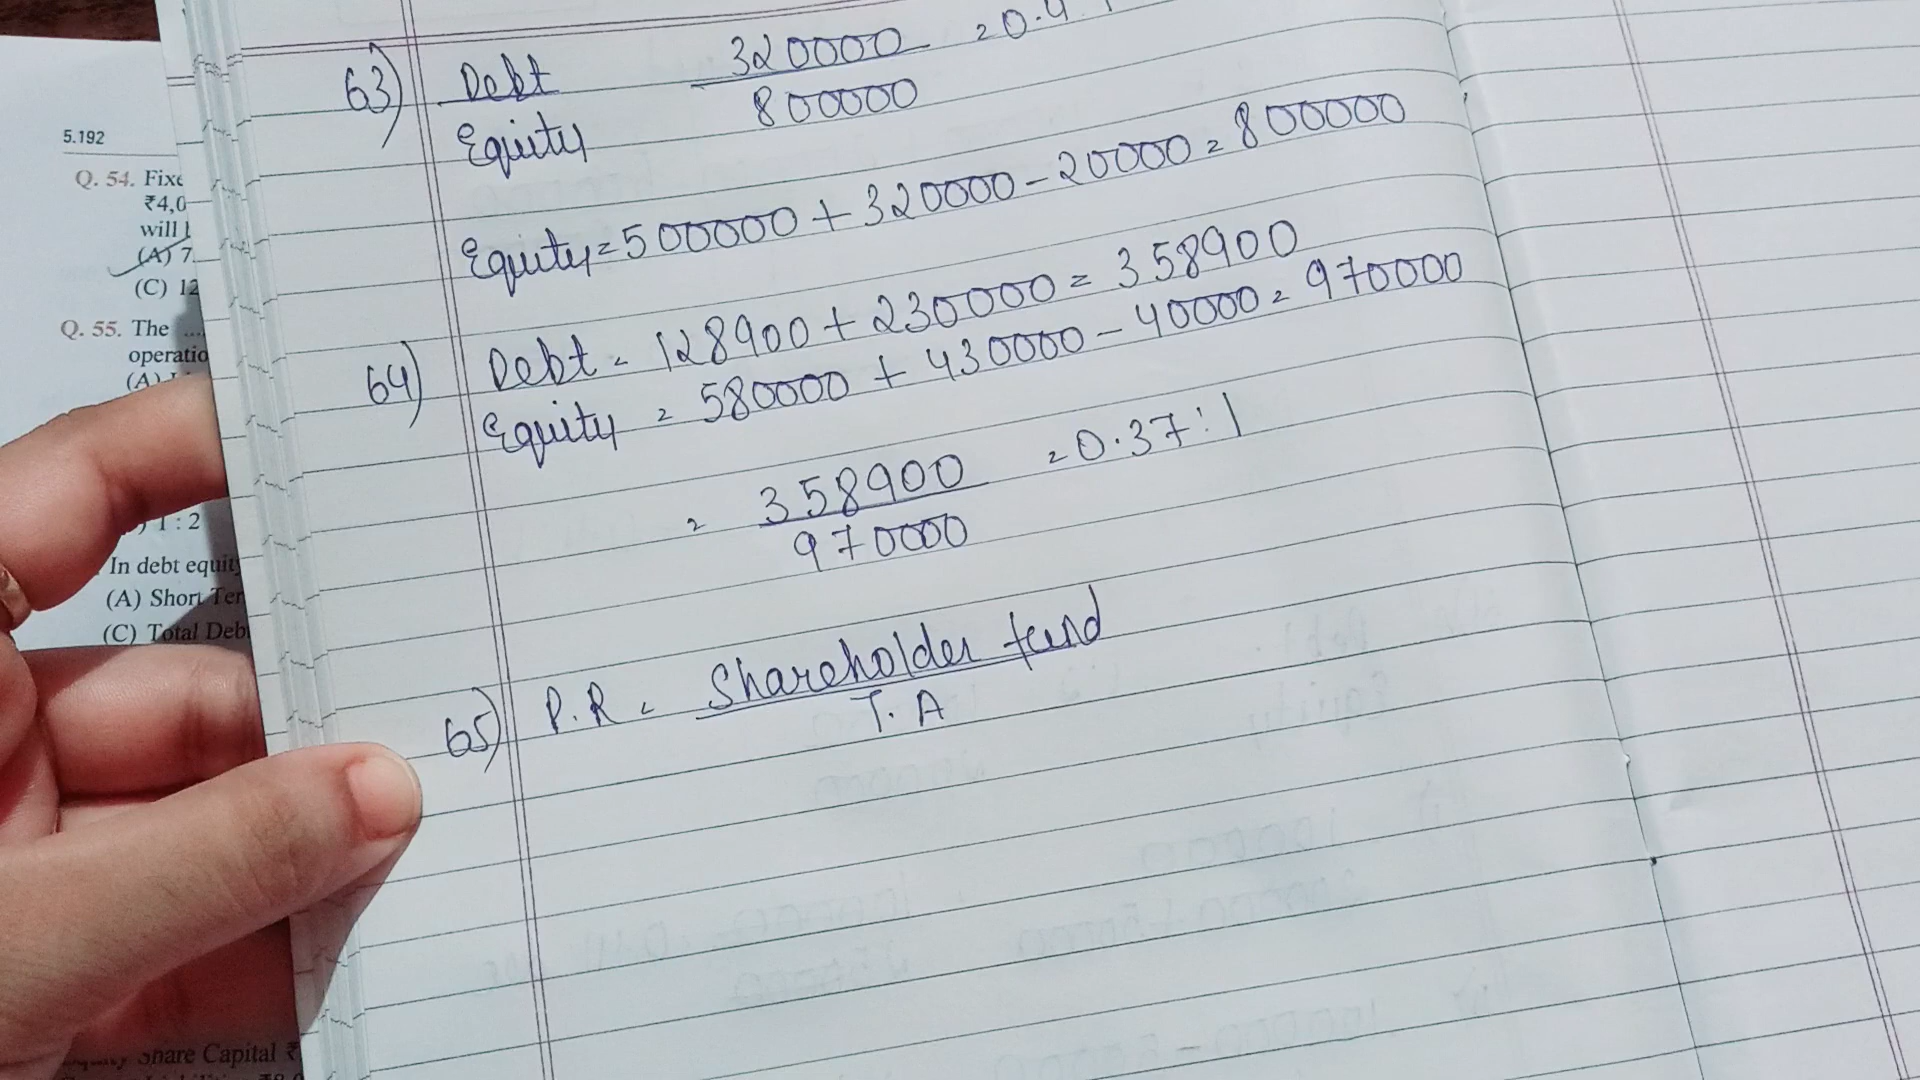 63) Debt 320000 = 0.4
Equity 800000
Equity = 500000 + 320000 - 20000 = 800000
64) Debt = 128900 + 230000 = 358900
Equity = 580000 + 430000 - 40000 = 970000
= 358900 = 0.37:1
970000
65) P.R = Shareholder fund
T.A
5.192
Q. 54. Fixe
₹4,0
will
(A) 7
(C) 12
Q. 55. The ....
operatio
(A)
1 : 2
In debt equit
(A) Short Ter
(C) Total Deb
Share Capital ₹